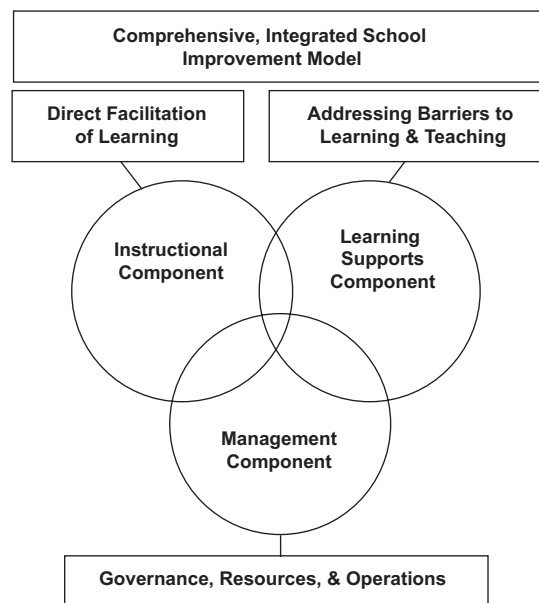 Comprehensive, Integrated School
Improvement Model
Direct Facilitation
of Learning
Addressing Barriers to
Learning & Teaching
Instructional
Component
Learning
Supports
Component
Management
Component
Governance, Resources, & Operations